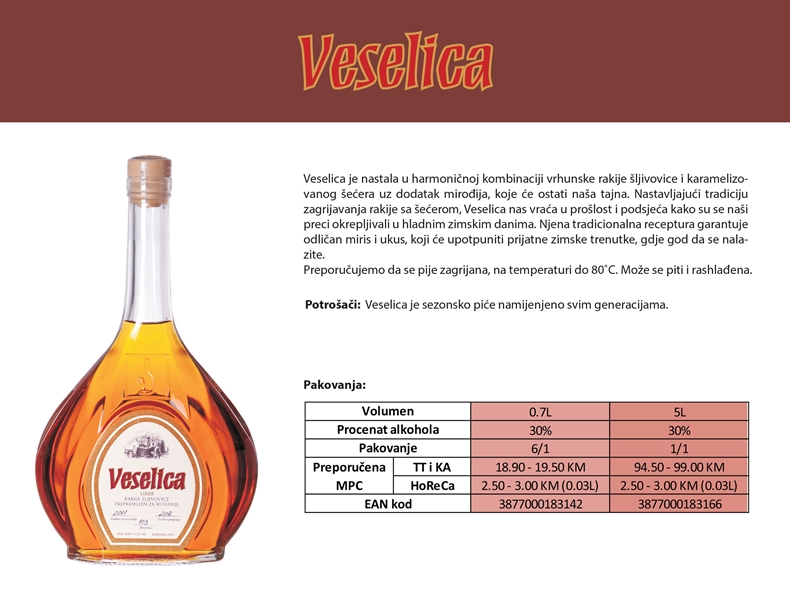 Veselica
Veselica je nastala u harmoničnoj kombinaciji vrhunske rakije šljivovice i karamelizo-
vanog šećera uz dodatak mirođija, koje će ostati naša tajna. Nastavljajući tradiciju
zagrijavanja rakije sa šećerom, Veselica nas vraća u prošlost i podsjeća kako su se naši
preci okrepljivali u hladnim zimskim danima. Njena tradicionalna receptura garantuje
odličan miris i ukus, koji će upotpuniti prijatne zimske trenutke, gdje god da se nala-
zite.
Preporučujemo da se pije zagrijana, na temperaturi do 80˚C. Može se piti i rashlađena.
Potrošači: Veselica je sezonsko piće namijenjeno svim generacijama.
Pakovanja:
Volumen 0.7L 5L
Procenat alkohola 30% 30%
Pakovanje 6/1 1/1
Preporučena TT i KA 18.90 - 19.50 KM 94.50 - 99.00 KM
MPC HoReCa 2.50 - 3.00 KM (0.03L) 2.50 - 3.00 KM (0.03L)
EAN kod 3877000183142 3877000183166
Veselica
LIKER
RAKIJE ŠLJIVOVICE
PRIPREMLJEN ZA KUHANJE